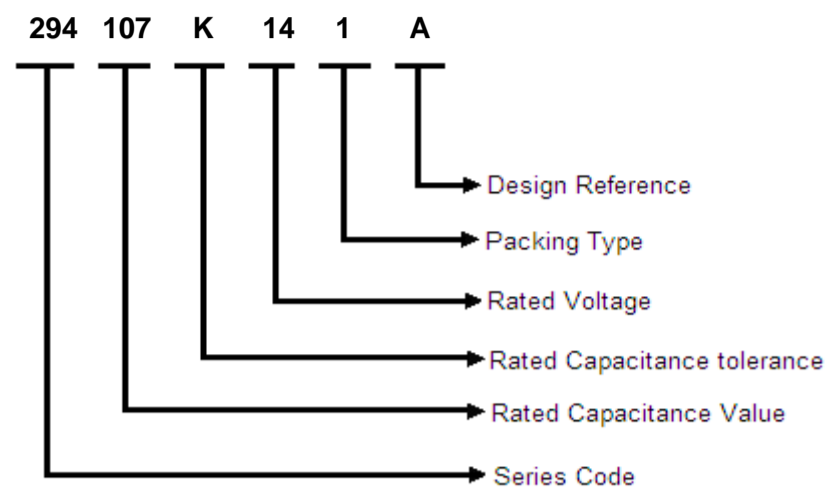 294 107 K 14 1 A
Design Reference
Packing Type
Rated Voltage
Rated Capacitance tolerance
Rated Capacitance Value
Series Code